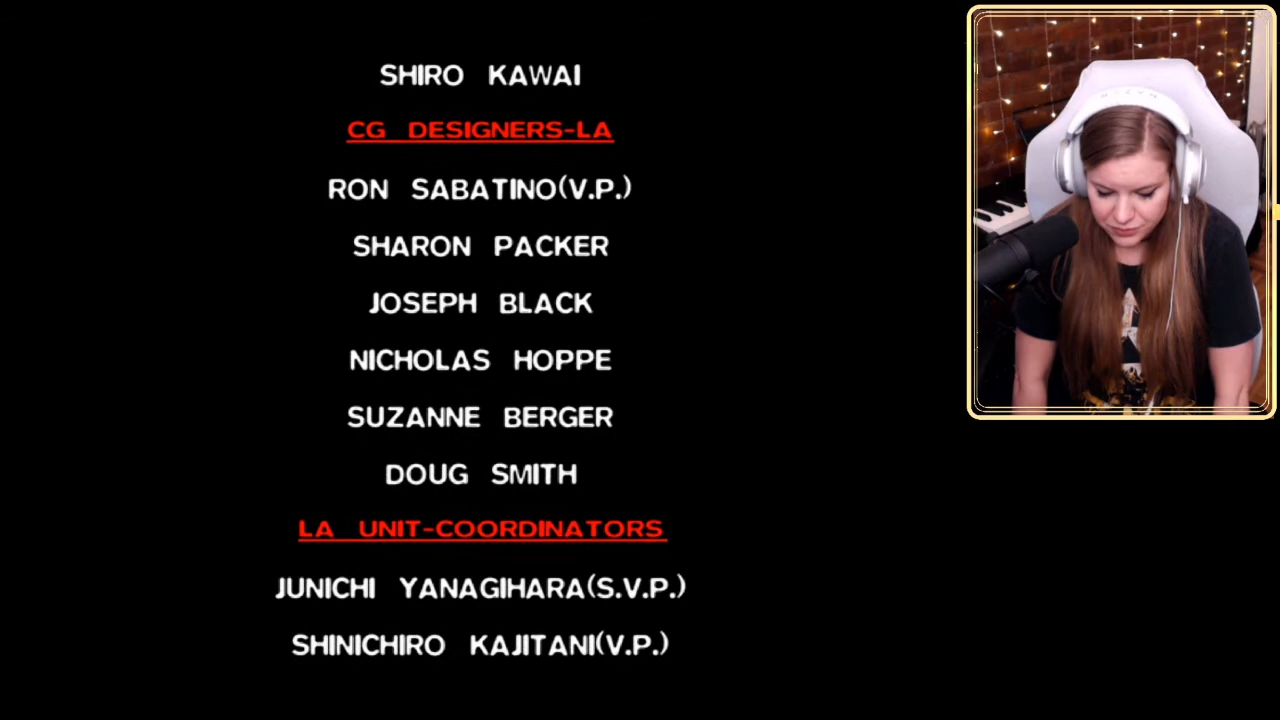 SHIRO KAWAI
CG DESIGNERS-LA
RON SABATINO(V.P.)
SHARON PACKER
JOSEPH BLACK
NICHOLAS HOPPE
SUZANNE BERGER
DOUG SMITH
LA UNIT-COORDINATORS
JUNICHI YANAGIHARA(S.V.P.)
SHINICHIRO KAJITANI(V.P.)